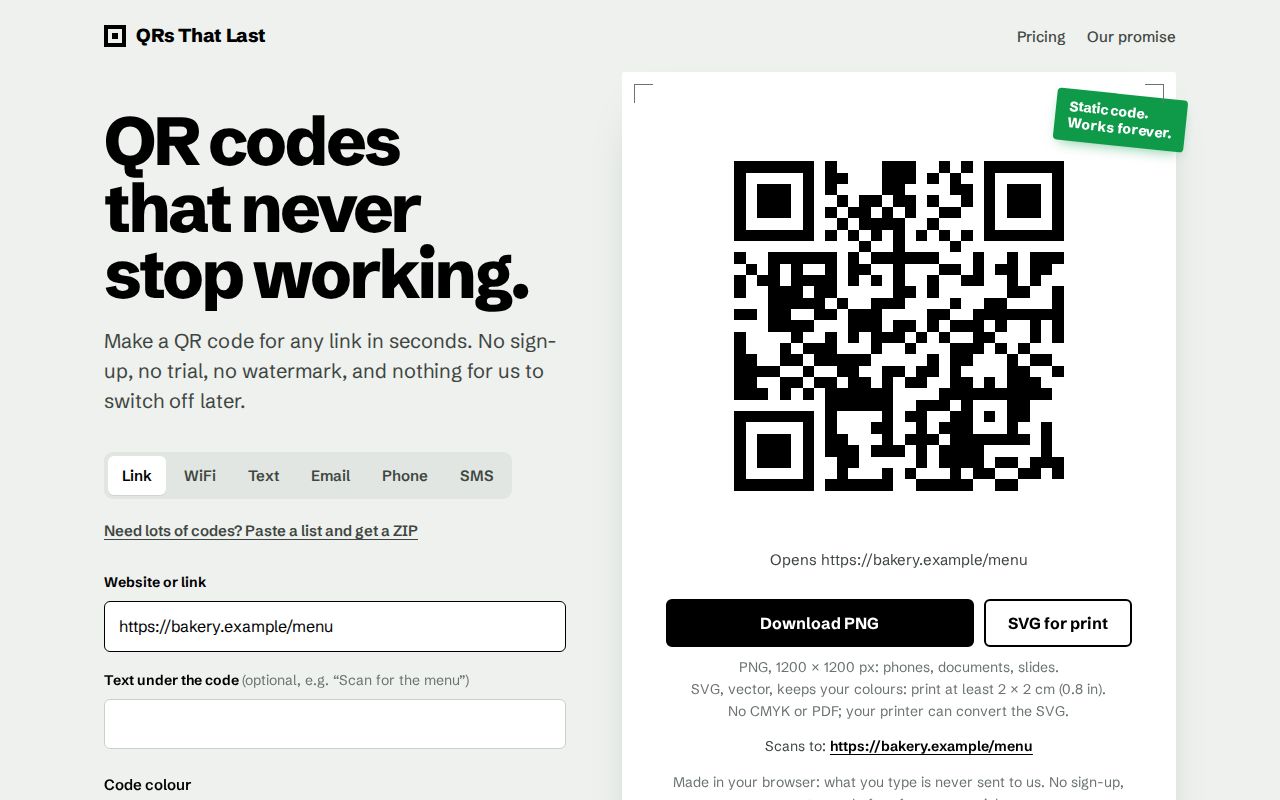 QRs That Last
Pricing
Our promise
QR codes
that never
stop working.
Make a QR code for any link in seconds. No sign-
up, no trial, no watermark, and nothing for us to
switch off later.
Link
WiFi
Text
Email
Phone
SMS
Need lots of codes? Paste a list and get a ZIP
Website or link
https://bakery.example/menu
Text under the code (optional, e.g. “Scan for the menu”)
Code colour
Static code.
Works forever.
Opens https://bakery.example/menu
Download PNG
SVG for print
PNG, 1200 × 1200 px: phones, documents, slides.
SVG, vector, keeps your colours: print at least 2 × 2 cm (0.8 in).
No CMYK or PDF; your printer can convert the SVG.
Scans to: https://bakery.example/menu
Made in your browser: what you type is never sent to us. No sign-up,